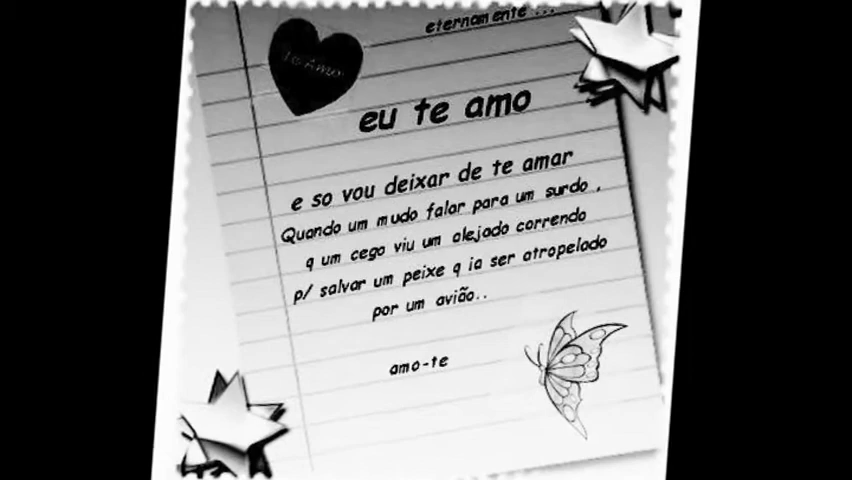 eternamente ...
Te Amo
eu te amo
e so vou deixar de te amar
Quando um mudo falar para um surdo ,
q um cego viu um alejado correndo
p/ salvar um peixe q ia ser atropelado
por um avião..
amo-te